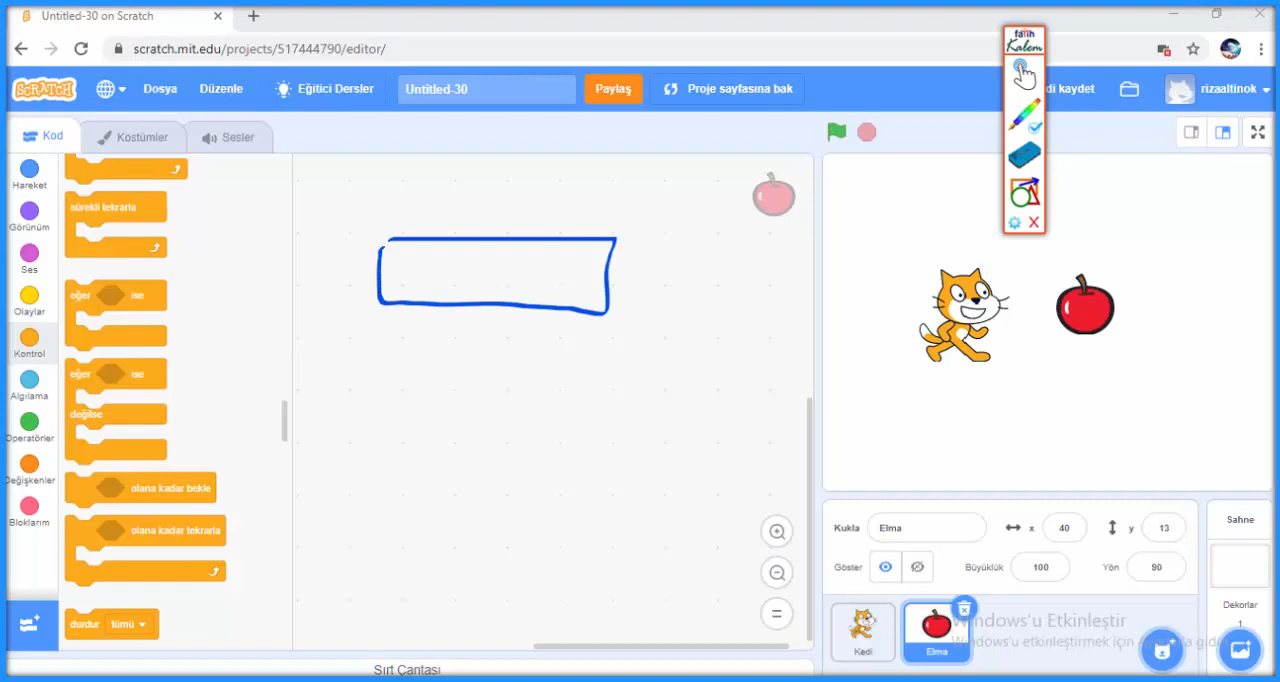 Untitled-30 on Scratch
scratch.mit.edu/projects/517444790/editor/
fatih
Kalem
SCRATCH
Dosya
Düzenle
Eğitici Dersler
Untitled-30
Paylaş
Proje sayfasına bak
di kaydet
rizaaltinok
Kod
Kostümler
Sesler
Hareket
Görünüm
Ses
Olaylar
Kontrol
Algılama
Operatörler
Değişkenler
Bloklarım
sürekli tekrarla
eğer ise
eğer ise
değilse
olana kadar bekle
olana kadar tekrarla
durdur tümü
Sırt Çantası
Kukla Elma x 40 y 13
Göster Büyüklük 100 Yön 90
Kedi
Elma
Sahne
Dekorlar
1
Windows'u Etkinleştir
Windows'u etkinleştirmek için